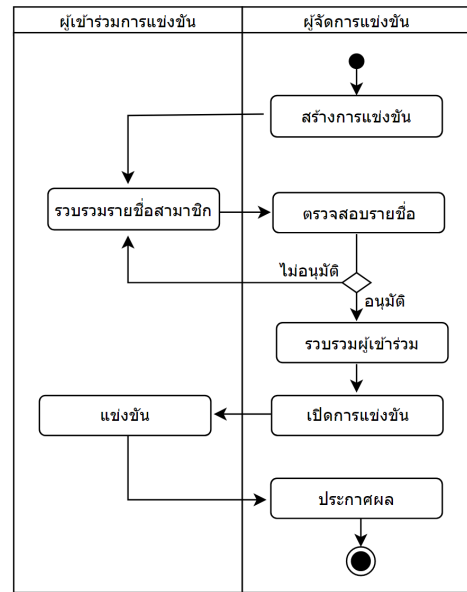 ผู้เข้าร่วมการแข่งขัน
ผู้จัดการแข่งขัน
สร้างการแข่งขัน
รวบรวมรายชื่อสามาชิก
ตรวจสอบรายชื่อ
ไม่อนุมัติ
อนุมัติ
รวบรวมผู้เข้าร่วม
แข่งขัน
เปิดการแข่งขัน
ประกาศผล